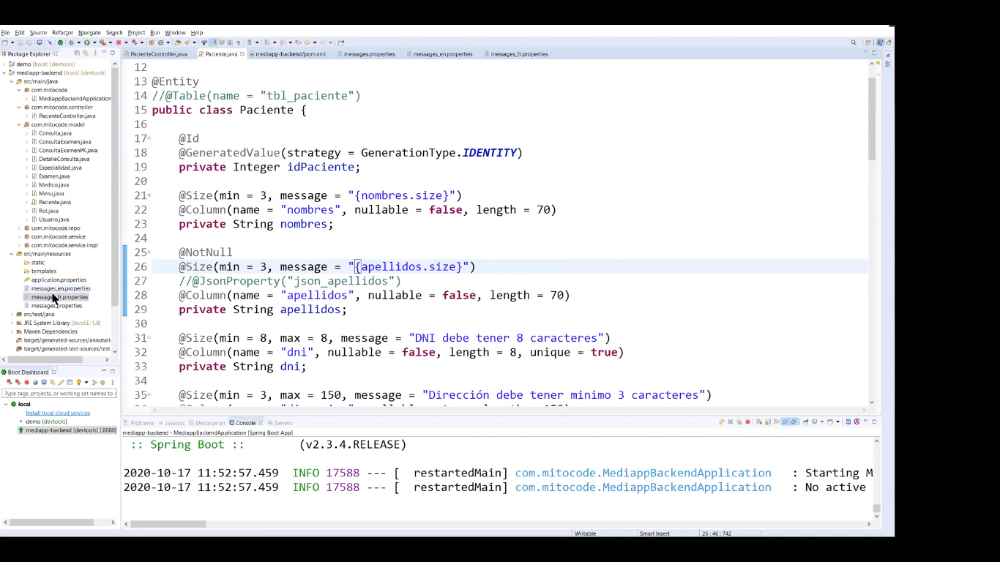 File Edit Source Refactor Navigate Search Project Run Window Help
Package Explorer
demo [boot] [devtools]
mediapp-backend [boot] [devtools]
src/main/java
com.mitocode
MediappBackendApplication
com.mitocode.controller
PacienteController.java
com.mitocode.model
Consulta.java
ConsultaExamen.java
ConsultaExamenPK.java
DetalleConsulta.java
Especialidad.java
Examen.java
Medico.java
Menu.java
Paciente.java
Rol.java
Usuario.java
com.mitocode.repo
com.mitocode.service
com.mitocode.service.impl
src/main/resources
static
templates
application.properties
messages_en.properties
messages_fr.properties
messages.properties
src/test/java
JRE System Library [JavaSE-1.8]
Maven Dependencies
target/generated-sources/annotati
target/generated-test-sources/test-
Boot Dashboard
Type tags, projects, or working set names to
local
Install local cloud services
demo [devtools]
mediapp-backend [devtools] [:8080]
PacienteController.java Paciente.java mediapp-backend/pom.xml messages.properties messages_en.properties messages_fr.properties
12
13 @Entity
14 //@Table(name = "tbl_paciente")
15 public class Paciente {
16
17 @Id
18 @GeneratedValue(strategy = GenerationType.IDENTITY)
19 private Integer idPaciente;
20
21 @Size(min = 3, message = "{nombres.size}")
22 @Column(name = "nombres", nullable = false, length = 70)
23 private String nombres;
24
25 @NotNull
26 @Size(min = 3, message = "{apellidos.size}")
27 //@JsonProperty("json_apellidos")
28 @Column(name = "apellidos", nullable = false, length = 70)
29 private String apellidos;
30
31 @Size(min = 8, max = 8, message = "DNI debe tener 8 caracteres")
32 @Column(name = "dni", nullable = false, length = 8, unique = true)
33 private String dni;
34
35 @Size(min = 3, max = 150, message = "Dirección debe tener minimo 3 caracteres")
Problems Javadoc Declaration Console Servers
mediapp-backend - MediappBackendApplication [Spring Boot App]
:: Spring Boot :: (v2.3.4.RELEASE)
2020-10-17 11:52:57.459 INFO 17588 --- [ restartedMain] com.mitocode.MediappBackendApplication : Starting M
2020-10-17 11:52:57.459 INFO 17588 --- [ restartedMain] com.mitocode.MediappBackendApplication : No active
Writable Smart Insert 26 : 46 : 742